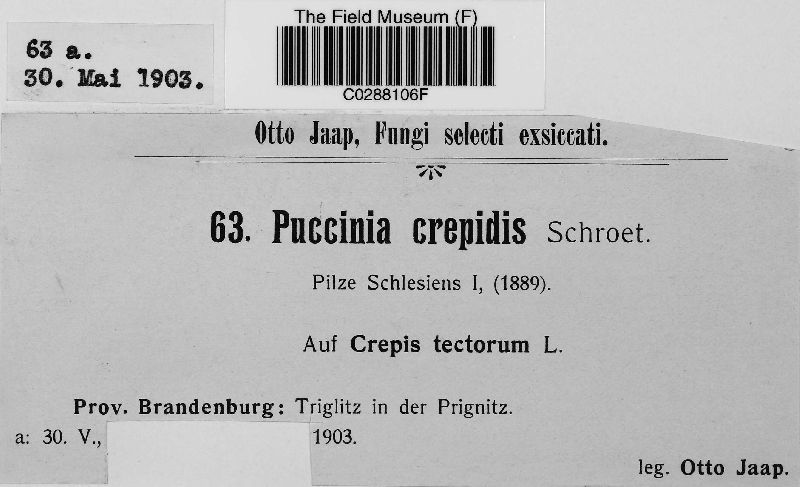 63 a.
30. Mai 1903.
The Field Museum (F)
C0288106F
Otto Jaap, Fungi selecti exsiccati.
63. Puccinia crepidis Schroet.
Pilze Schlesiens I, (1889).
Auf Crepis tectorum L.
Prov. Brandenburg: Triglitz in der Prignitz.
a: 30. V., 1903.
leg. Otto Jaap.